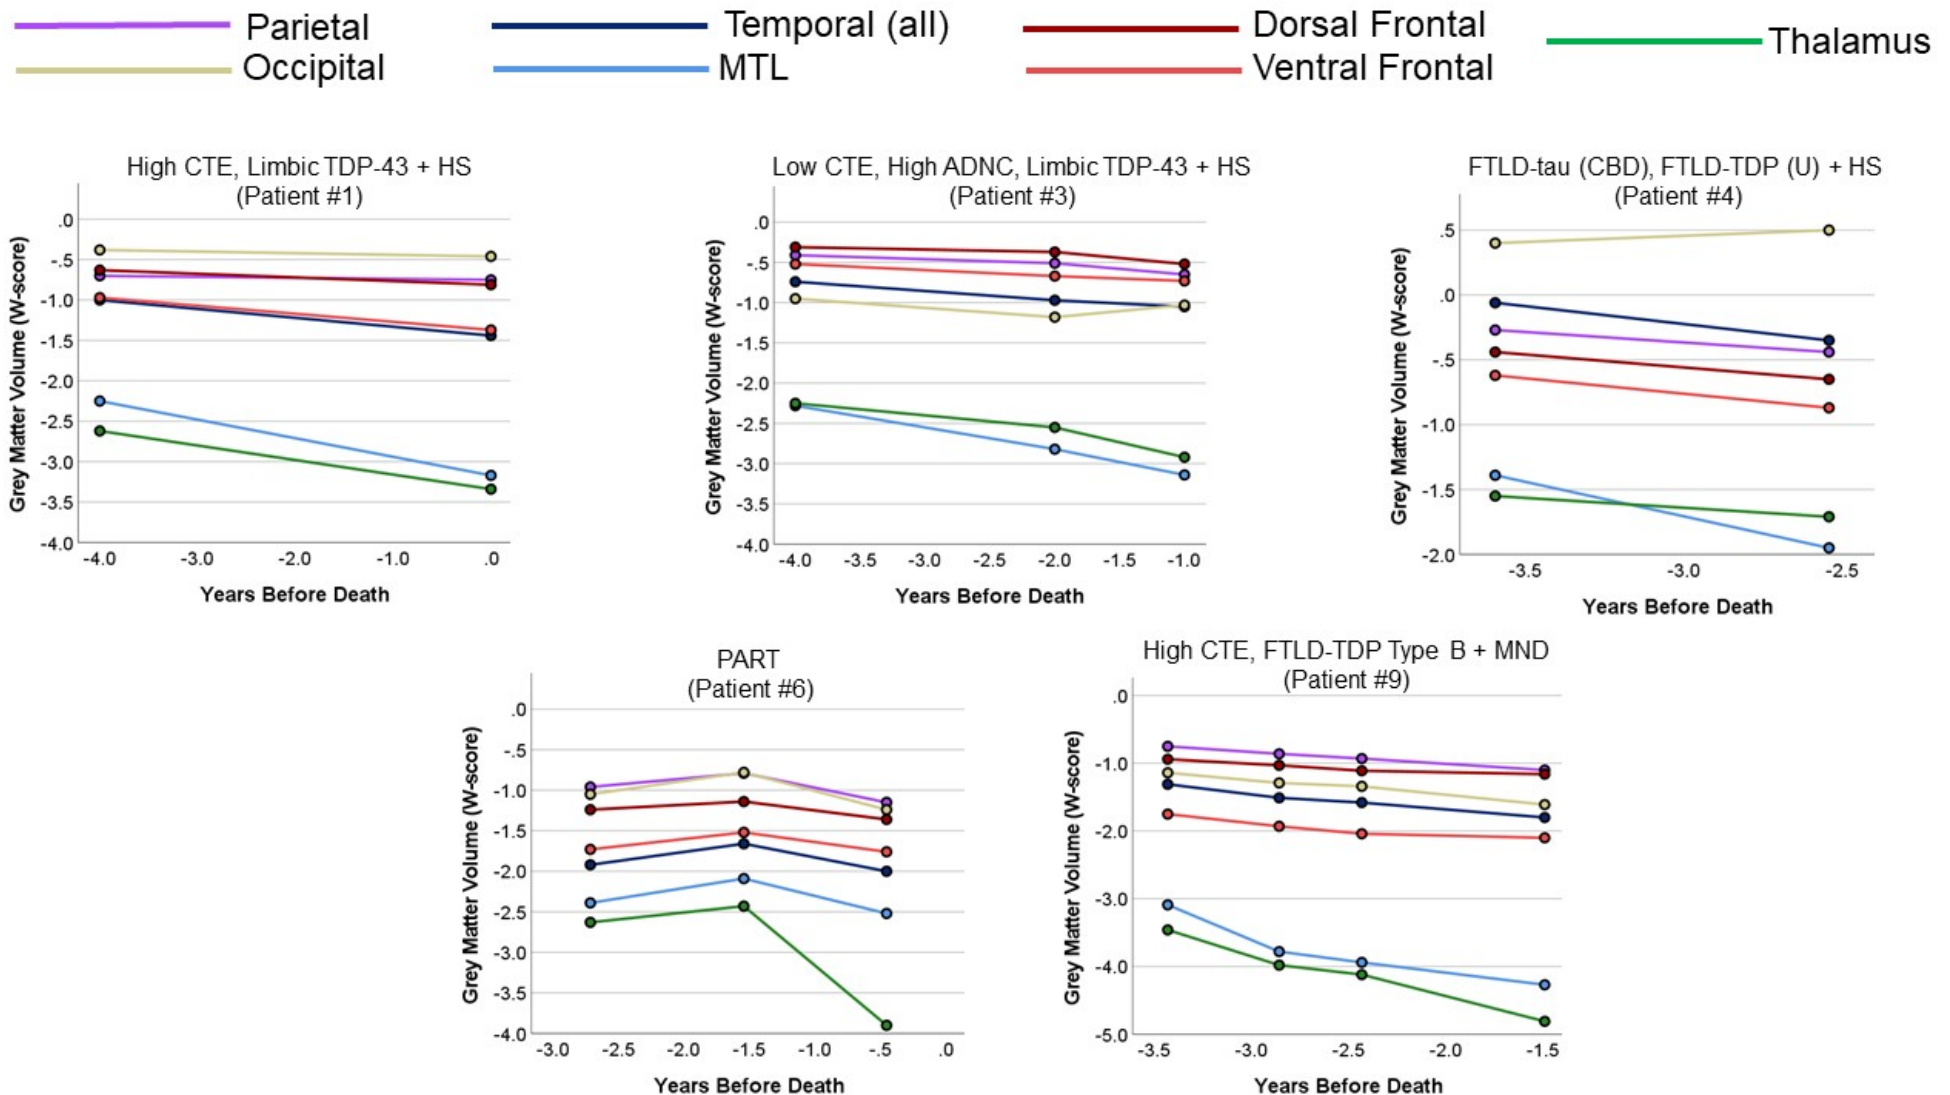 Parietal
Temporal (all)
Dorsal Frontal
Thalamus
Occipital
MTL
Ventral Frontal
High CTE, Limbic TDP-43 + HS
(Patient #1)
Grey Matter Volume (W-score)
.0
-.5
-1.0
-1.5
-2.0
-2.5
-3.0
-3.5
-4.0
-4.0 -3.0 -2.0 -1.0 .0
Years Before Death
Low CTE, High ADNC, Limbic TDP-43 + HS
(Patient #3)
Grey Matter Volume (W-score)
.0
-.5
-1.0
-1.5
-2.0
-2.5
-3.0
-3.5
-4.0
-4.0 -3.5 -3.0 -2.5 -2.0 -1.5 -1.0
Years Before Death
FTLD-tau (CBD), FTLD-TDP (U) + HS
(Patient #4)
Grey Matter Volume (W-score)
.5
.0
-.5
-1.0
-1.5
-2.0
-3.5 -3.0 -2.5
Years Before Death
PART
(Patient #6)
Grey Matter Volume (W-score)
.0
-.5
-1.0
-1.5
-2.0
-2.5
-3.0
-3.5
-4.0
-3.0 -2.5 -2.0 -1.5 -1.0 -.5 .0
Years Before Death
High CTE, FTLD-TDP Type B + MND
(Patient #9)
Grey Matter Volume (W-score)
.0
-1.0
-2.0
-3.0
-4.0
-5.0
-3.5 -3.0 -2.5 -2.0 -1.5
Years Before Death